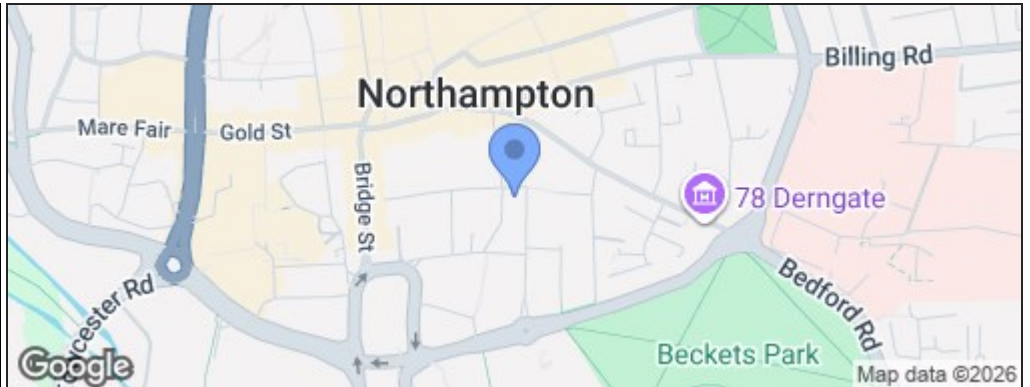 Billing Rd
Northampton
Mare Fair
Gold St
Bridge St
78 Derngate
Bedford Rd
cester Rd
Beckets Park
Google
Map data ©2026